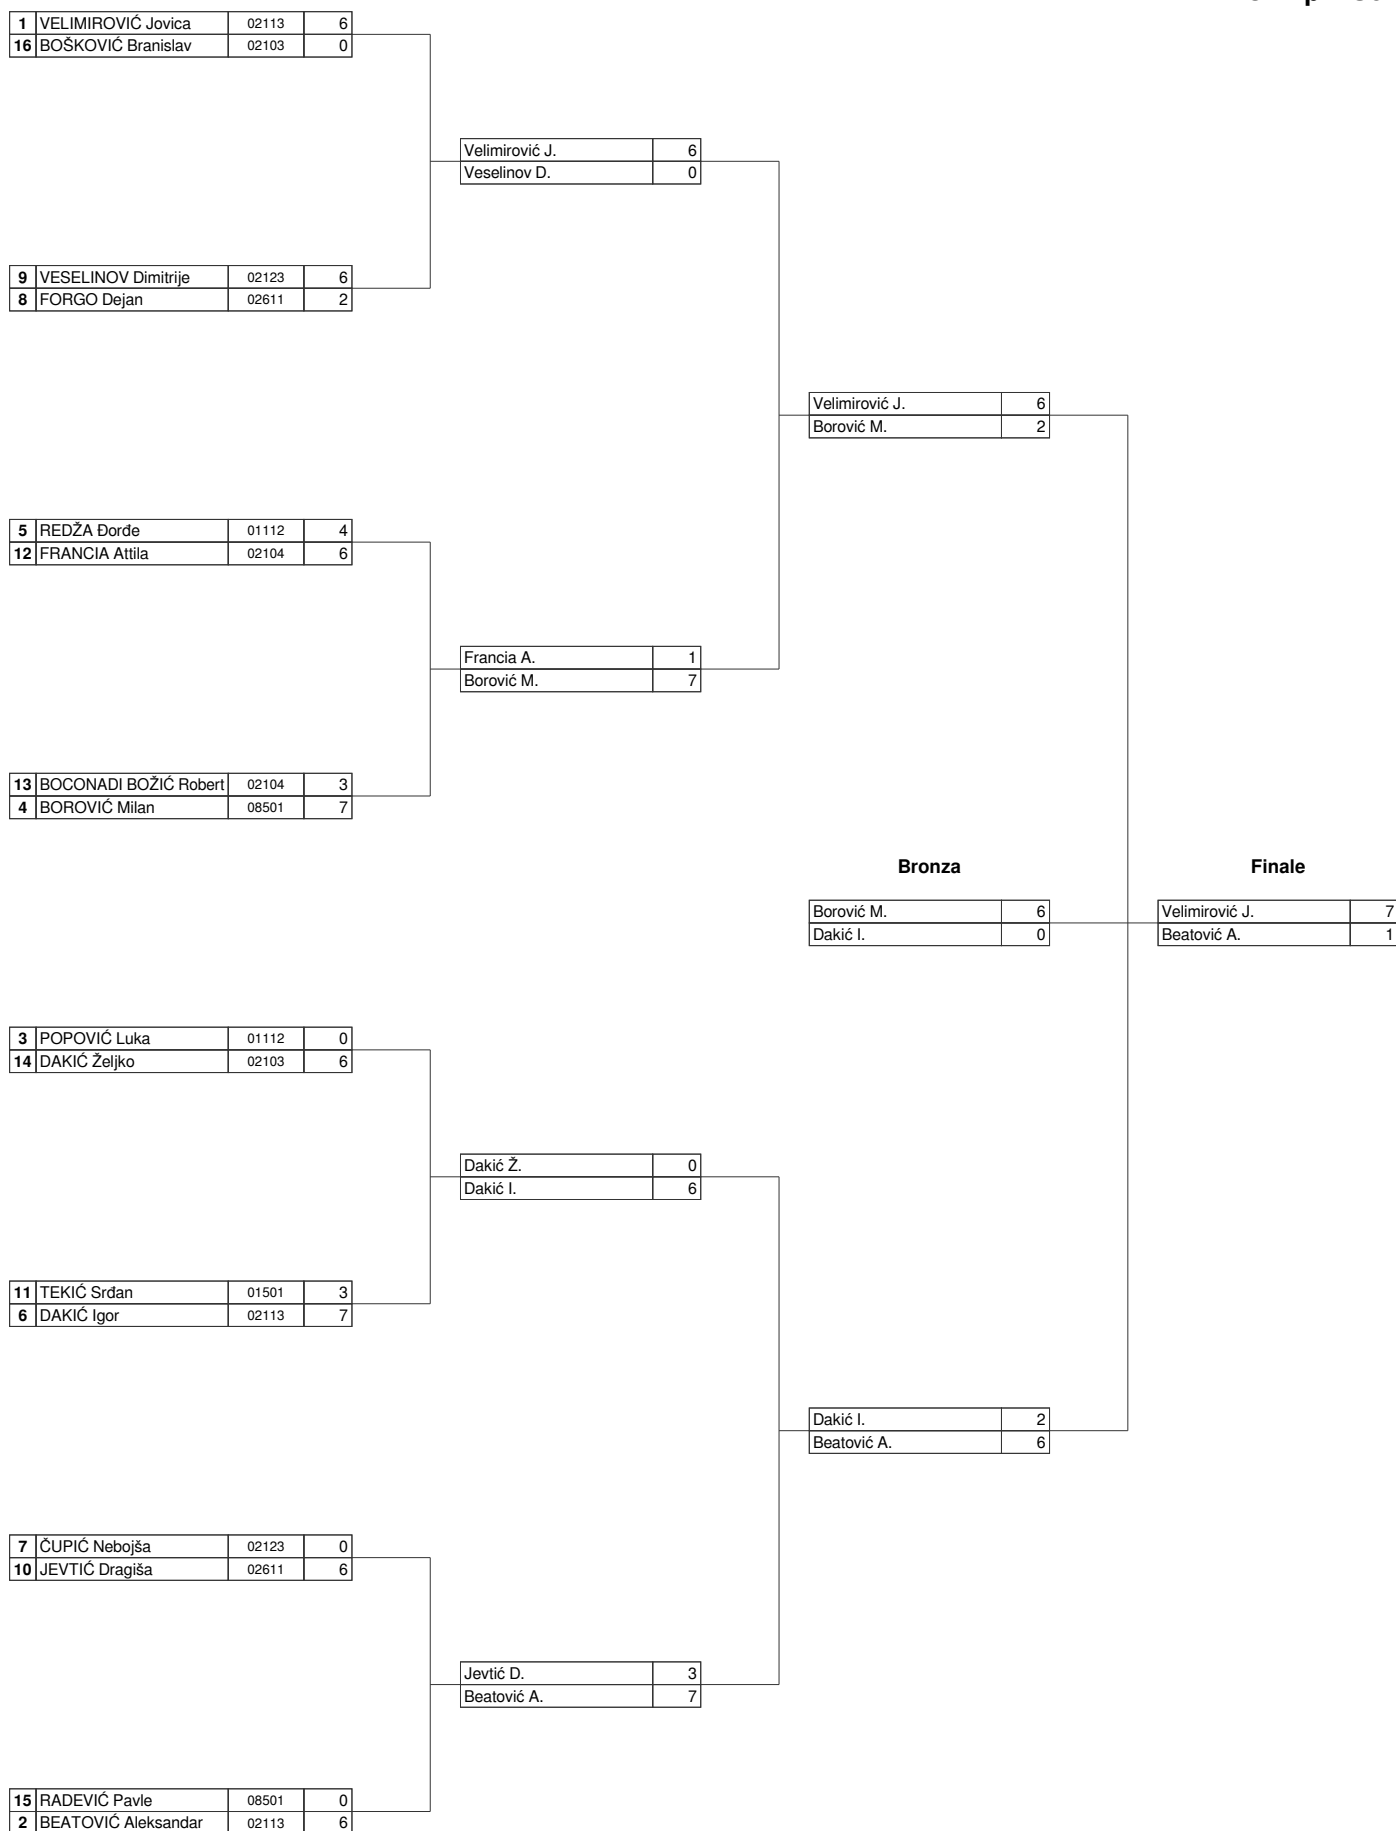 1 VELIMIROVIĆ Jovica 02113 6
16 BOŠKOVIĆ Branislav 02103 0
Velimirović J. 6
Veselinov D. 0
9 VESELINOV Dimitrije 02123 6
8 FORGO Dejan 02611 2
Velimirović J. 6
Borović M. 2
5 REDŽA Đorđe 01112 4
12 FRANCIA Attila 02104 6
Francia A. 1
Borović M. 7
13 BOCONADI BOŽIĆ Robert 02104 3
4 BOROVIĆ Milan 08501 7
Bronza Finale
Borović M. 6 Velimirović J. 7
Dakić I. 0 Beatović A. 1
3 POPOVIĆ Luka 01112 0
14 DAKIĆ Željko 02103 6
Dakić Ž. 0
Dakić I. 6
11 TEKIĆ Srđan 01501 3
6 DAKIĆ Igor 02113 7
Dakić I. 2
Beatović A. 6
7 ČUPIĆ Nebojša 02123 0
10 JEVTIĆ Dragiša 02611 6
Jevtić D. 3
Beatović A. 7
15 RADEVIĆ Pavle 08501 0
2 BEATOVIĆ Aleksandar 02113 6